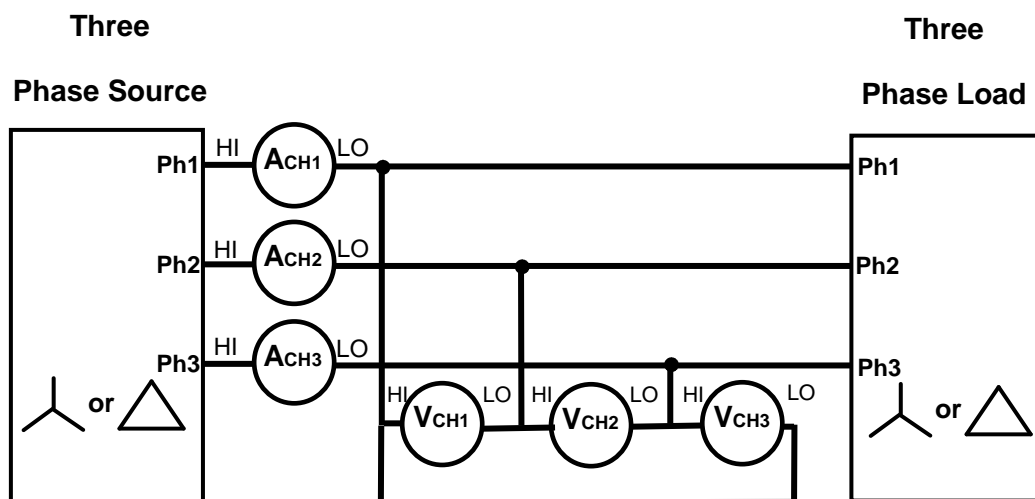 Three
Phase Source
Three
Phase Load
Ph1 HI ACH1 LO Ph1
Ph2 HI ACH2 LO Ph2
Ph3 HI ACH3 LO Ph3
HI VCH1 LO HI VCH2 LO HI VCH3 LO
or
or